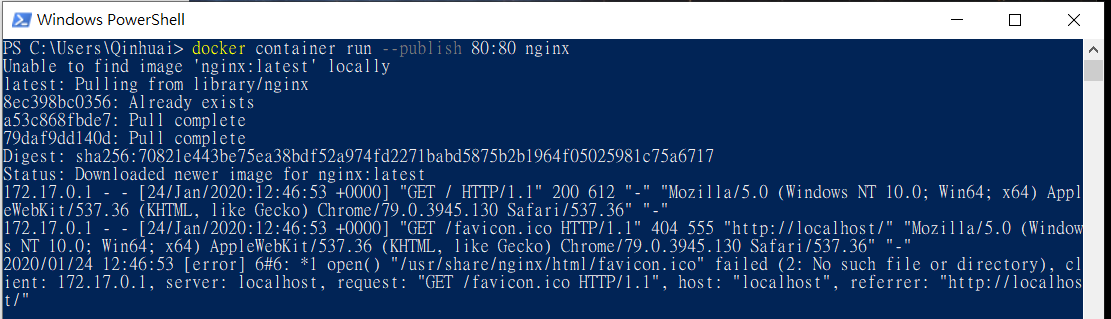 Windows PowerShell
PS C:\Users\Qinhuai> docker container run --publish 80:80 nginx
Unable to find image 'nginx:latest' locally
latest: Pulling from library/nginx
8ec398bc0356: Already exists
a53c868fbde7: Pull complete
79daf9dd140d: Pull complete
Digest: sha256:70821e443be75ea38bdf52a974fd2271babd5875b2b1964f05025981c75a6717
Status: Downloaded newer image for nginx:latest
172.17.0.1 - - [24/Jan/2020:12:46:53 +0000] "GET / HTTP/1.1" 200 612 "-" "Mozilla/5.0 (Windows NT 10.0; Win64; x64) Appl
eWebKit/537.36 (KHTML, like Gecko) Chrome/79.0.3945.130 Safari/537.36" "-"
172.17.0.1 - - [24/Jan/2020:12:46:53 +0000] "GET /favicon.ico HTTP/1.1" 404 555 "http://localhost/" "Mozilla/5.0 (Window
s NT 10.0; Win64; x64) AppleWebKit/537.36 (KHTML, like Gecko) Chrome/79.0.3945.130 Safari/537.36" "-"
2020/01/24 12:46:53 [error] 6#6: *1 open() "/usr/share/nginx/html/favicon.ico" failed (2: No such file or directory), cl
ient: 172.17.0.1, server: localhost, request: "GET /favicon.ico HTTP/1.1", host: "localhost", referrer: "http://localhos
t/"